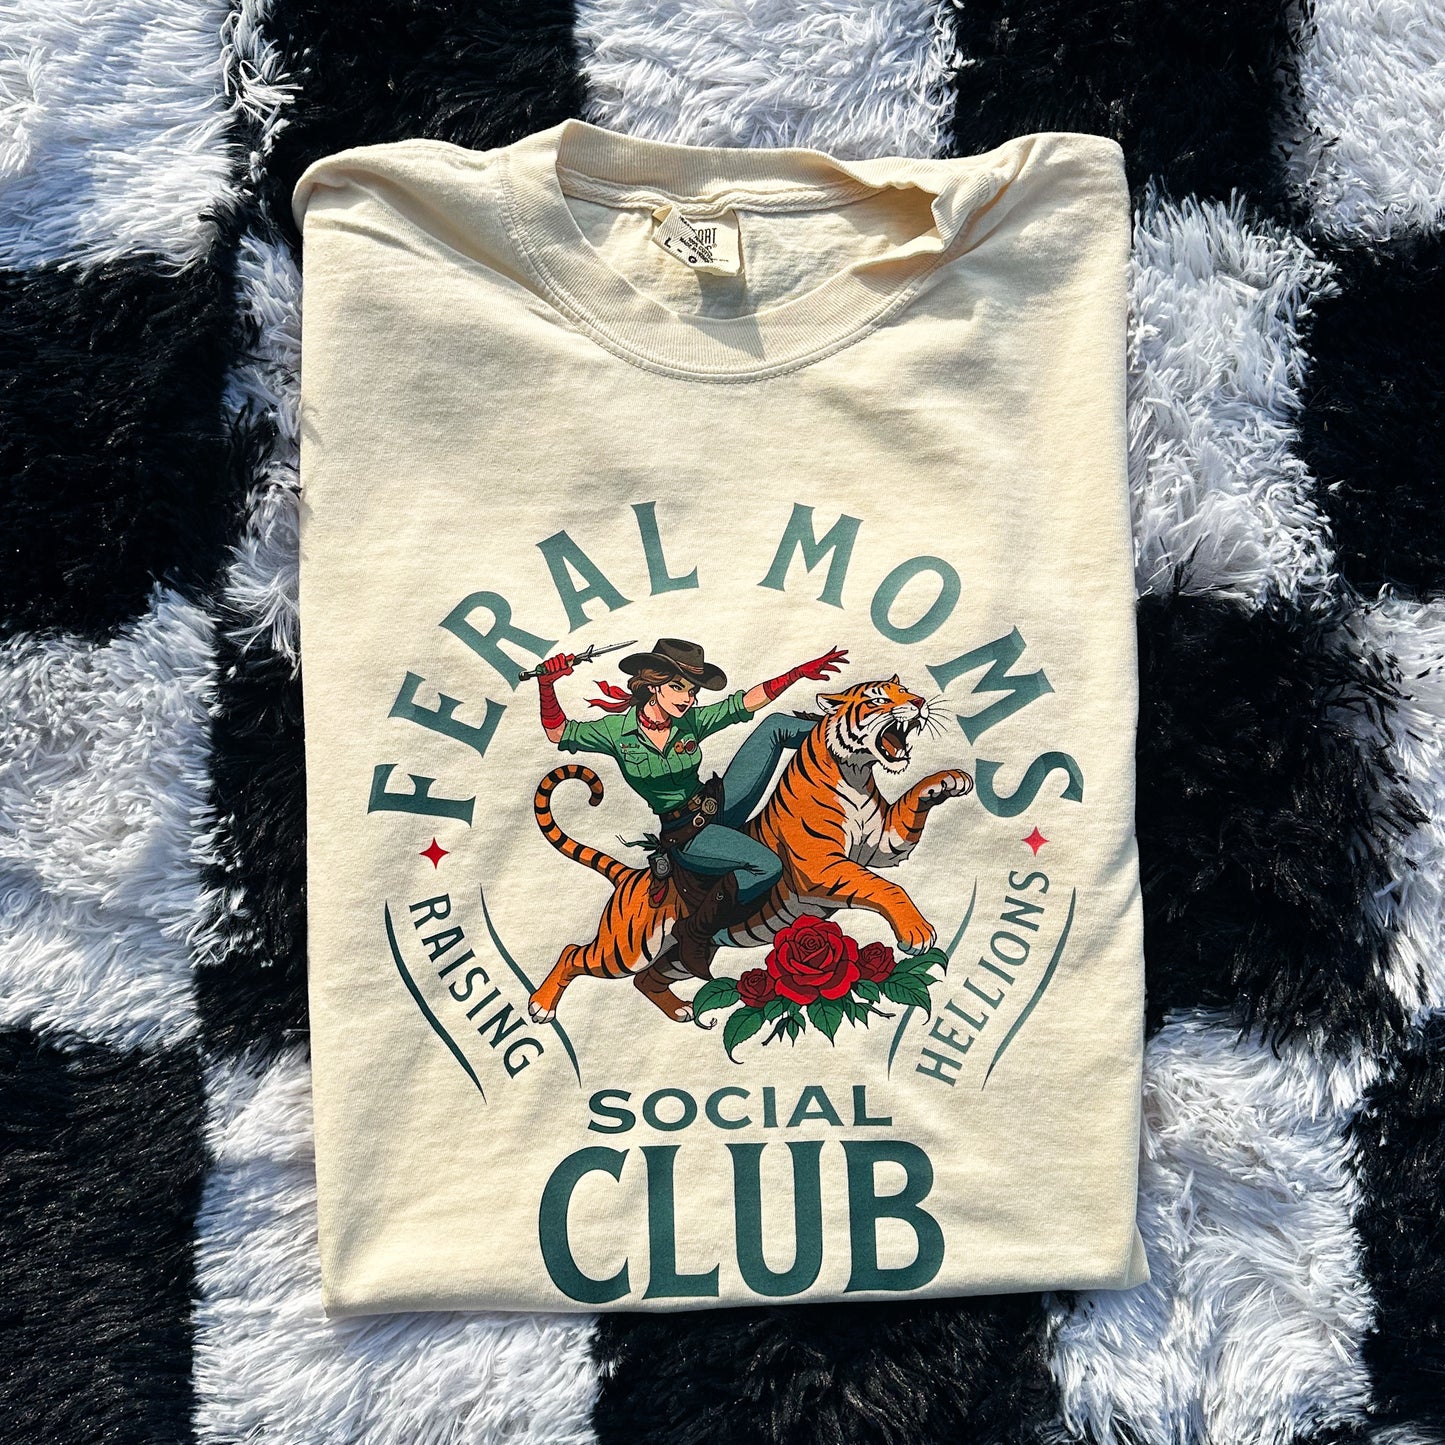 FERAL MOMS
RAISING
HELLIONS
SOCIAL
CLUB